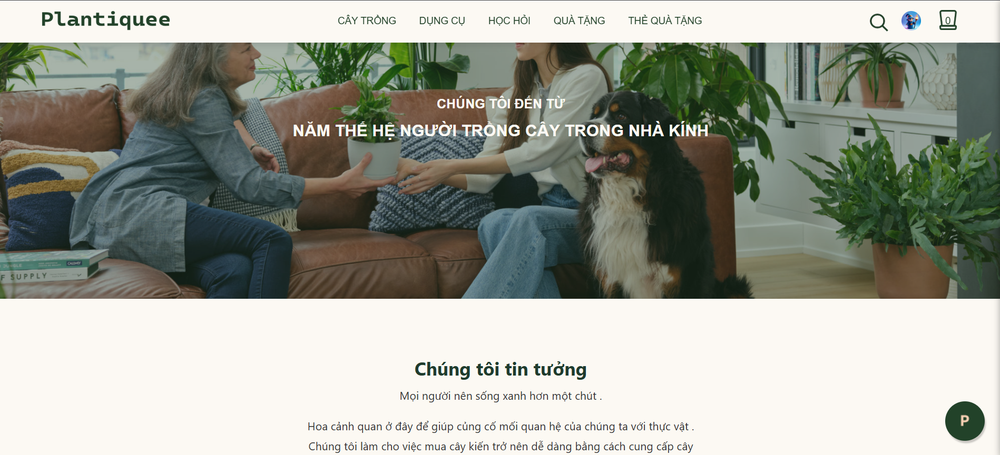 Plantiquee
CÂY TRỒNG DỤNG CỤ HỌC HỎI QUÀ TẶNG THẺ QUÀ TẶNG
0
CHÚNG TÔI ĐẾN TỪ
NĂM THẾ HỆ NGƯỜI TRỒNG CÂY TRONG NHÀ KÍNH
JUNGLE
CALWEY
F SUPPLY
Chúng tôi tin tưởng
Mọi người nên sống xanh hơn một chút .
Hoa cảnh quan ở đây để giúp củng cố mối quan hệ của chúng ta với thực vật .
Chúng tôi làm cho việc mua cây kiến trở nên dễ dàng bằng cách cung cấp cây
P